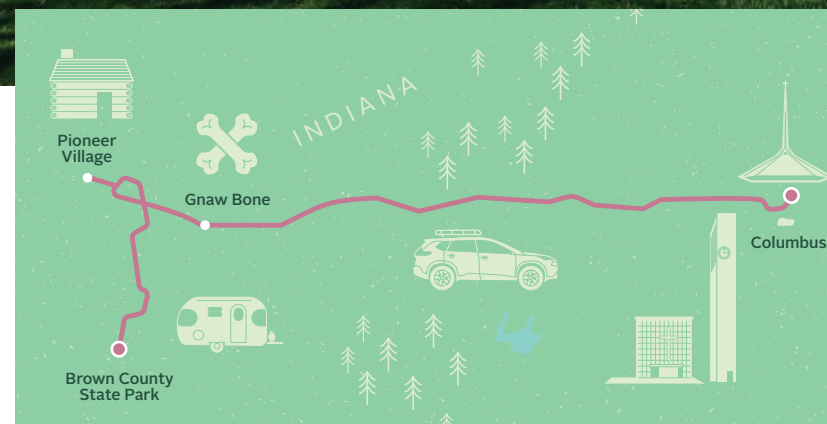 INDIANA
Pioneer
Village
Gnaw Bone
Columbus
Brown County
State Park